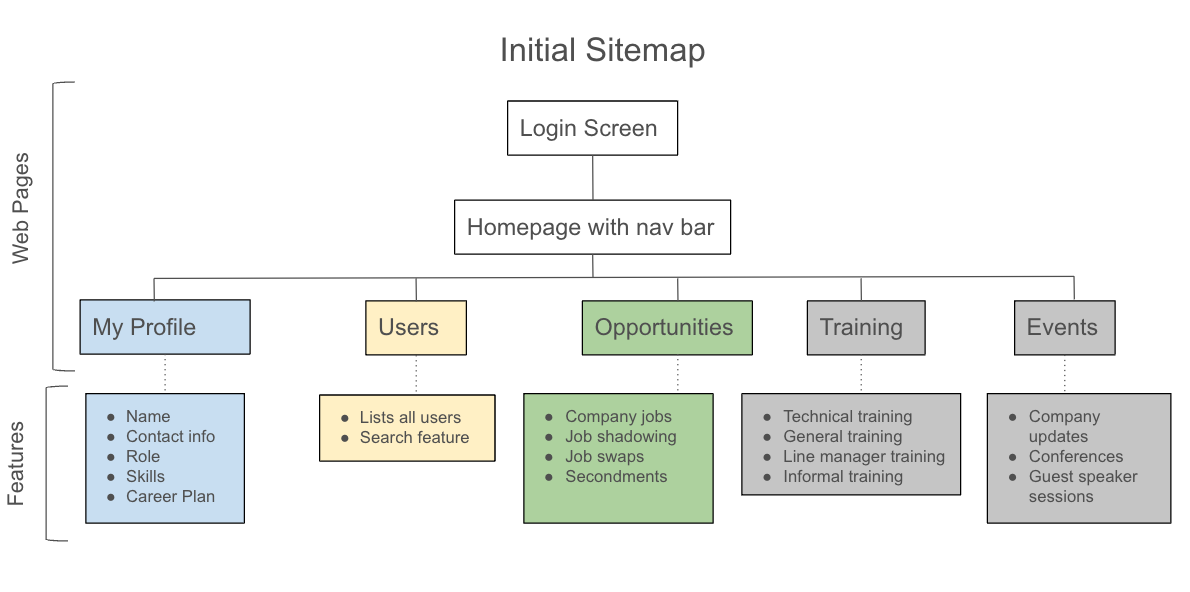 Initial Sitemap
Web Pages
Login Screen
Homepage with nav bar
My Profile
Users
Opportunities
Training
Events
Features
● Name
● Contact info
● Role
● Skills
● Career Plan
● Lists all users
● Search feature
● Company jobs
● Job shadowing
● Job swaps
● Secondments
● Technical training
● General training
● Line manager training
● Informal training
● Company
updates
● Conferences
● Guest speaker
sessions